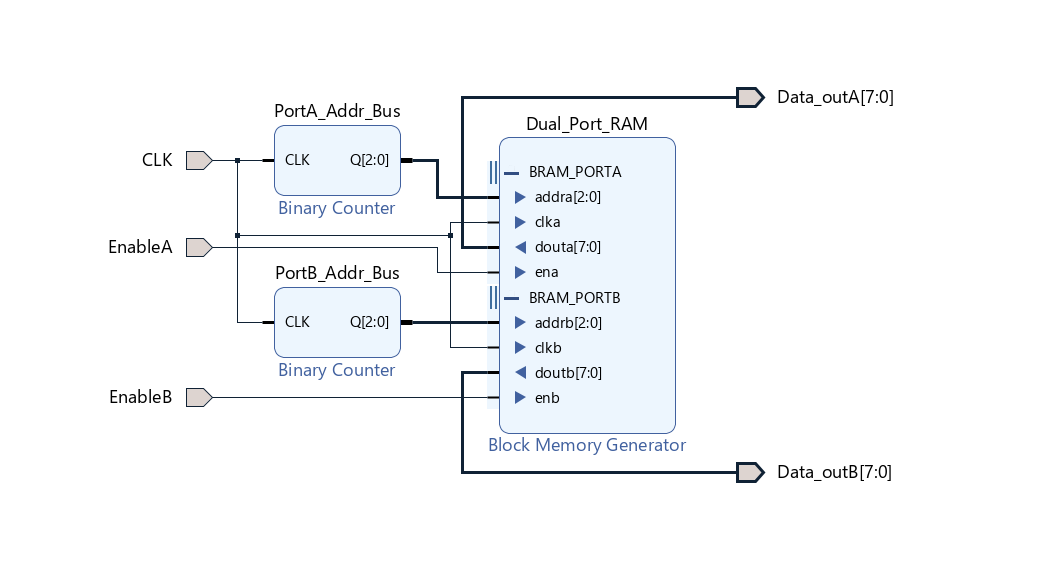 Data_outA[7:0]
PortA_Addr_Bus
Dual_Port_RAM
CLK
CLK Q[2:0]
BRAM_PORTA
addra[2:0]
Binary Counter
clka
EnableA
douta[7:0]
ena
PortB_Addr_Bus
BRAM_PORTB
CLK Q[2:0]
addrb[2:0]
clkb
Binary Counter
doutb[7:0]
EnableB
enb
Block Memory Generator
Data_outB[7:0]